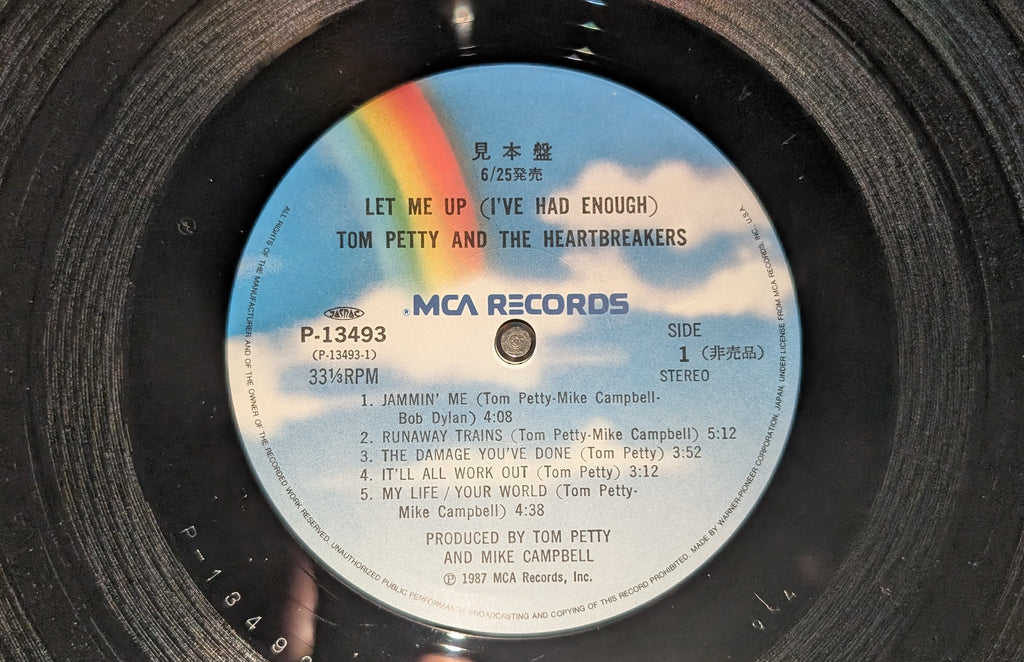 見本盤
6/25発売
LET ME UP (I'VE HAD ENOUGH)
TOM PETTY AND THE HEARTBREAKERS
® MCA RECORDS
JASRAC
P-13493
(P-13493-1)
33⅓RPM
SIDE
1 (非売品)
STEREO
1. JAMMIN' ME (Tom Petty-Mike Campbell-
Bob Dylan) 4:08
2. RUNAWAY TRAINS (Tom Petty-Mike Campbell) 5:12
3. THE DAMAGE YOU'VE DONE (Tom Petty) 3:52
4. IT'LL ALL WORK OUT (Tom Petty) 3:12
5. MY LIFE / YOUR WORLD (Tom Petty-
Mike Campbell) 4:38
PRODUCED BY TOM PETTY
AND MIKE CAMPBELL
℗ 1987 MCA Records, Inc.
ALL RIGHTS OF THE MANUFACTURER AND OF THE OWNER OF THE RECORDED WORK RESERVED. UNAUTHORIZED PUBLIC PERFORMANCE, BROADCASTING AND COPYING OF THIS RECORD PROHIBITED. MADE BY WARNER-PIONEER CORPORATION, JAPAN, UNDER LICENSE FROM MCA RECORDS, INC., U.S.A.
P-1349